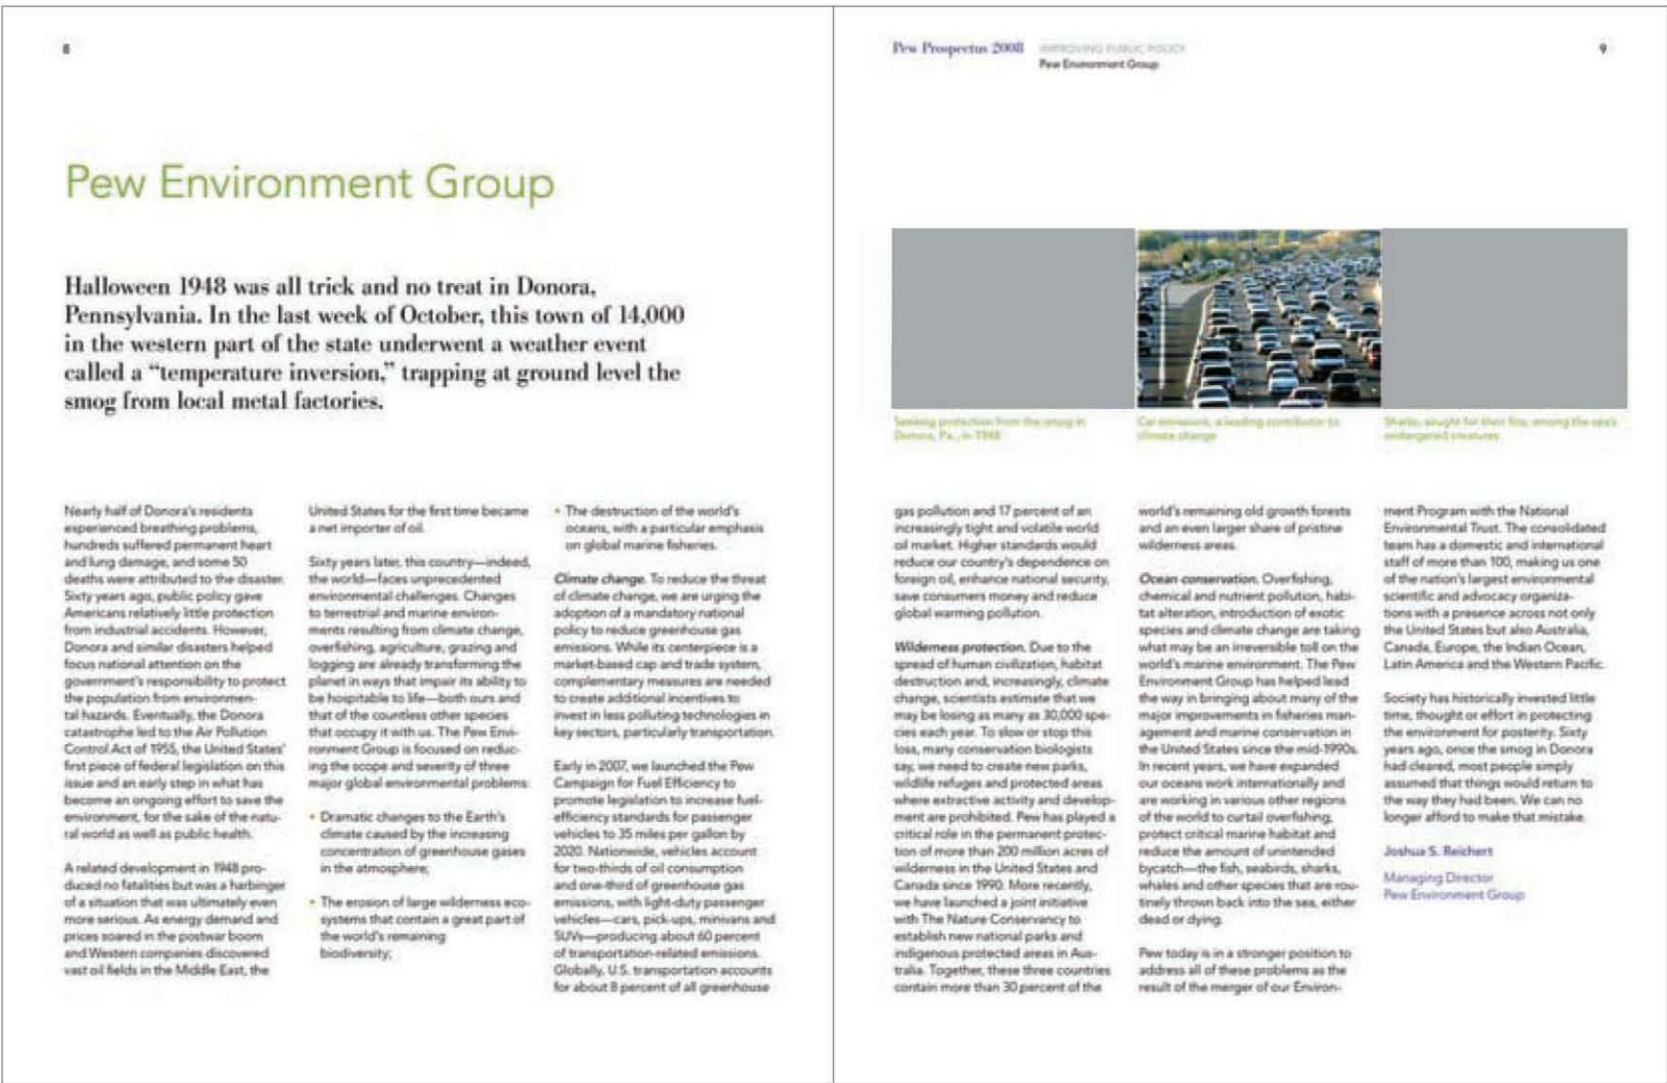 8
Pew Environment Group
Halloween 1948 was all trick and no treat in Donora,
Pennsylvania. In the last week of October, this town of 14,000
in the western part of the state underwent a weather event
called a “temperature inversion,” trapping at ground level the
smog from local metal factories.
Nearly half of Donora's residents
experienced breathing problems,
hundreds suffered permanent heart
and lung damage, and some 50
deaths were attributed to the disaster.
Sixty years ago, public policy gave
Americans relatively little protection
from industrial accidents. However,
Donora and similar disasters helped
focus national attention on the
government's responsibility to protect
the population from environmen-
tal hazards. Eventually, the Donora
catastrophe led to the Air Pollution
Control Act of 1955, the United States'
first piece of federal legislation on this
issue and an early step in what has
become an ongoing effort to save the
environment, for the sake of the natu-
ral world as well as public health.
A related development in 1948 pro-
duced no fatalities but was a harbinger
of a situation that was ultimately even
more serious. As energy demand and
prices soared in the postwar boom
and Western companies discovered
vast oil fields in the Middle East, the
United States for the first time became
a net importer of oil.
Sixty years later, this country—indeed,
the world—faces unprecedented
environmental challenges. Changes
to terrestrial and marine environ-
ments resulting from climate change,
overfishing, agriculture, grazing and
logging are already transforming the
planet in ways that impair its ability to
be hospitable to life—both ours and
that of the countless other species
that occupy it with us. The Pew Envi-
ronment Group is focused on reduc-
ing the scope and severity of three
major global environmental problems:
• Dramatic changes to the Earth's
climate caused by the increasing
concentration of greenhouse gases
in the atmosphere;
• The erosion of large wilderness eco-
systems that contain a great part of
the world's remaining
biodiversity;
• The destruction of the world's
oceans, with a particular emphasis
on global marine fisheries.
Climate change. To reduce the threat
of climate change, we are urging the
adoption of a mandatory national
policy to reduce greenhouse gas
emissions. While its centerpiece is a
market-based cap and trade system,
complementary measures are needed
to create additional incentives to
invest in less polluting technologies in
key sectors, particularly transportation.
Early in 2007, we launched the Pew
Campaign for Fuel Efficiency to
promote legislation to increase fuel-
efficiency standards for passenger
vehicles to 35 miles per gallon by
2020. Nationwide, vehicles account
for two-thirds of oil consumption
and one-third of greenhouse gas
emissions, with light-duty passenger
vehicles—cars, pick-ups, minivans and
SUVs—producing about 60 percent
of transportation-related emissions.
Globally, U.S. transportation accounts
for about 8 percent of all greenhouse
Pew Prospectus 2008 IMPROVING PUBLIC POLICY
Pew Environment Group
9
Seeking protection from the smog in
Donora, Pa., in 1948
Car emissions, a leading contributor to
climate change
Sharks, sought for their fins, among the sea's
endangered creatures
gas pollution and 17 percent of an
increasingly tight and volatile world
oil market. Higher standards would
reduce our country's dependence on
foreign oil, enhance national security,
save consumers money and reduce
global warming pollution.
Wilderness protection. Due to the
spread of human civilization, habitat
destruction and, increasingly, climate
change, scientists estimate that we
may be losing as many as 30,000 spe-
cies each year. To slow or stop this
loss, many conservation biologists
say, we need to create new parks,
wildlife refuges and protected areas
where extractive activity and develop-
ment are prohibited. Pew has played a
critical role in the permanent protec-
tion of more than 200 million acres of
wilderness in the United States and
Canada since 1990. More recently,
we have launched a joint initiative
with The Nature Conservancy to
establish new national parks and
indigenous protected areas in Aus-
tralia. Together, these three countries
contain more than 30 percent of the
world's remaining old growth forests
and an even larger share of pristine
wilderness areas.
Ocean conservation. Overfishing,
chemical and nutrient pollution, habi-
tat alteration, introduction of exotic
species and climate change are taking
what may be an irreversible toll on the
world's marine environment. The Pew
Environment Group has helped lead
the way in bringing about many of the
major improvements in fisheries man-
agement and marine conservation in
the United States since the mid-1990s.
In recent years, we have expanded
our oceans work internationally and
are working in various other regions
of the world to curtail overfishing,
protect critical marine habitat and
reduce the amount of unintended
bycatch—the fish, seabirds, sharks,
whales and other species that are rou-
tinely thrown back into the sea, either
dead or dying.
Pew today is in a stronger position to
address all of these problems as the
result of the merger of our Environ-
ment Program with the National
Environmental Trust. The consolidated
team has a domestic and international
staff of more than 100, making us one
of the nation's largest environmental
scientific and advocacy organiza-
tions with a presence across not only
the United States but also Australia,
Canada, Europe, the Indian Ocean,
Latin America and the Western Pacific.
Society has historically invested little
time, thought or effort in protecting
the environment for posterity. Sixty
years ago, once the smog in Donora
had cleared, most people simply
assumed that things would return to
the way they had been. We can no
longer afford to make that mistake.
Joshua S. Reichert
Managing Director
Pew Environment Group